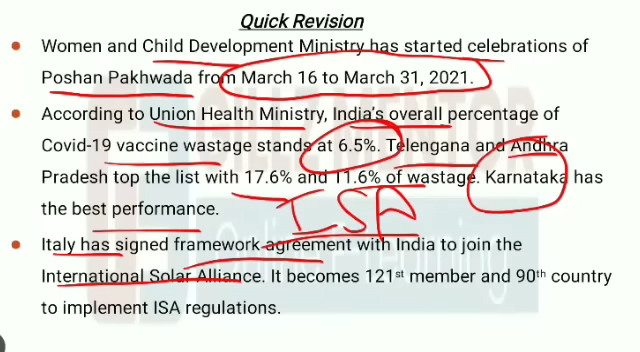 Quick Revision
Women and Child Development Ministry has started celebrations of
Poshan Pakhwada from March 16 to March 31, 2021.
According to Union Health Ministry, India's overall percentage of
Covid-19 vaccine wastage stands at 6.5%. Telengana and Andhra
Pradesh top the list with 17.6% and 11.6% of wastage. Karnataka has
the best performance.
ISA
Italy has signed framework agreement with India to join the
International Solar Alliance. It becomes 121st member and 90th country
to implement ISA regulations.